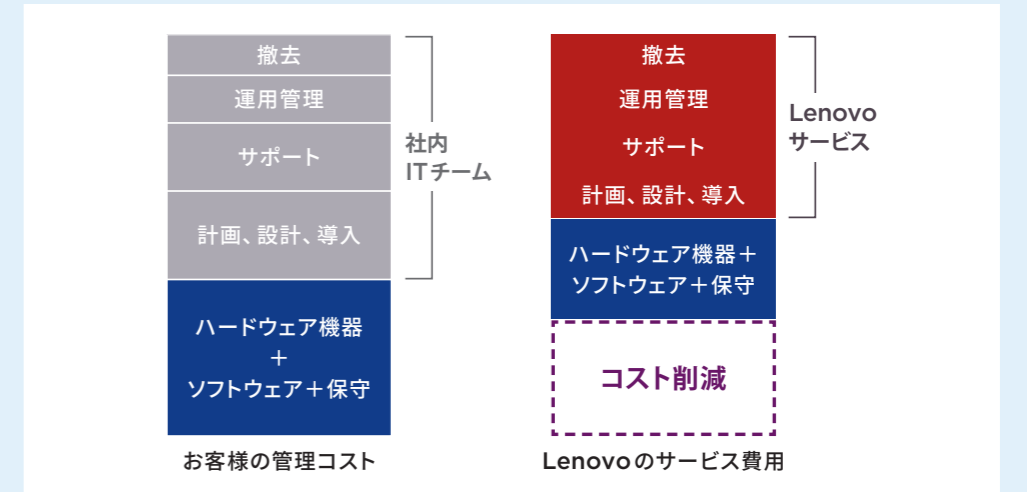 撤去
運用管理
サポート
計画、設計、導入
社内
ITチーム
ハードウェア機器
+
ソフトウェア+保守
お客様の管理コスト
撤去
運用管理
サポート
計画、設計、導入
Lenovo
サービス
ハードウェア機器+
ソフトウェア+保守
コスト削減
Lenovoのサービス費用